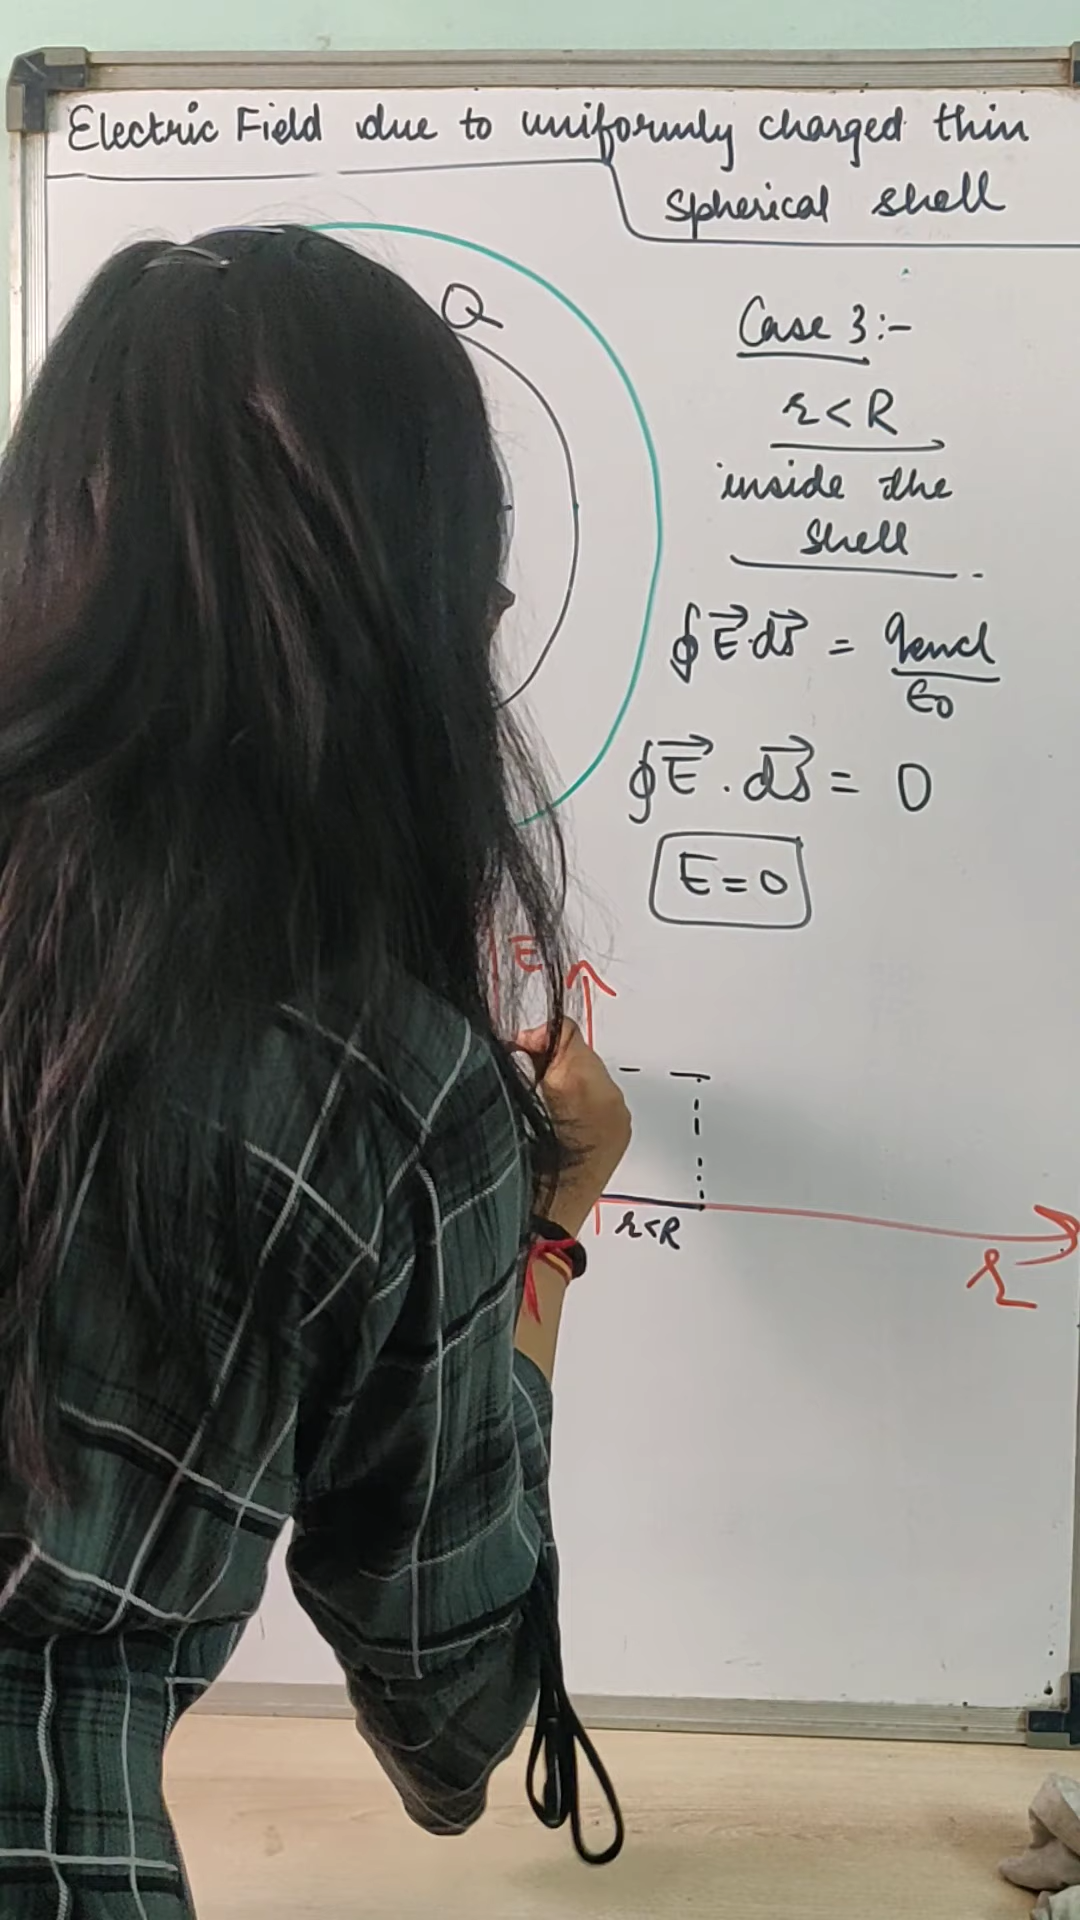 Electric Field due to uniformly charged thin
spherical shell
Q
Case 3:-
r<R
inside the
shell
∮E⃗.dS⃗ = qencl/ε0
∮E⃗ . dS⃗ = 0
E=0
E
r<R
r